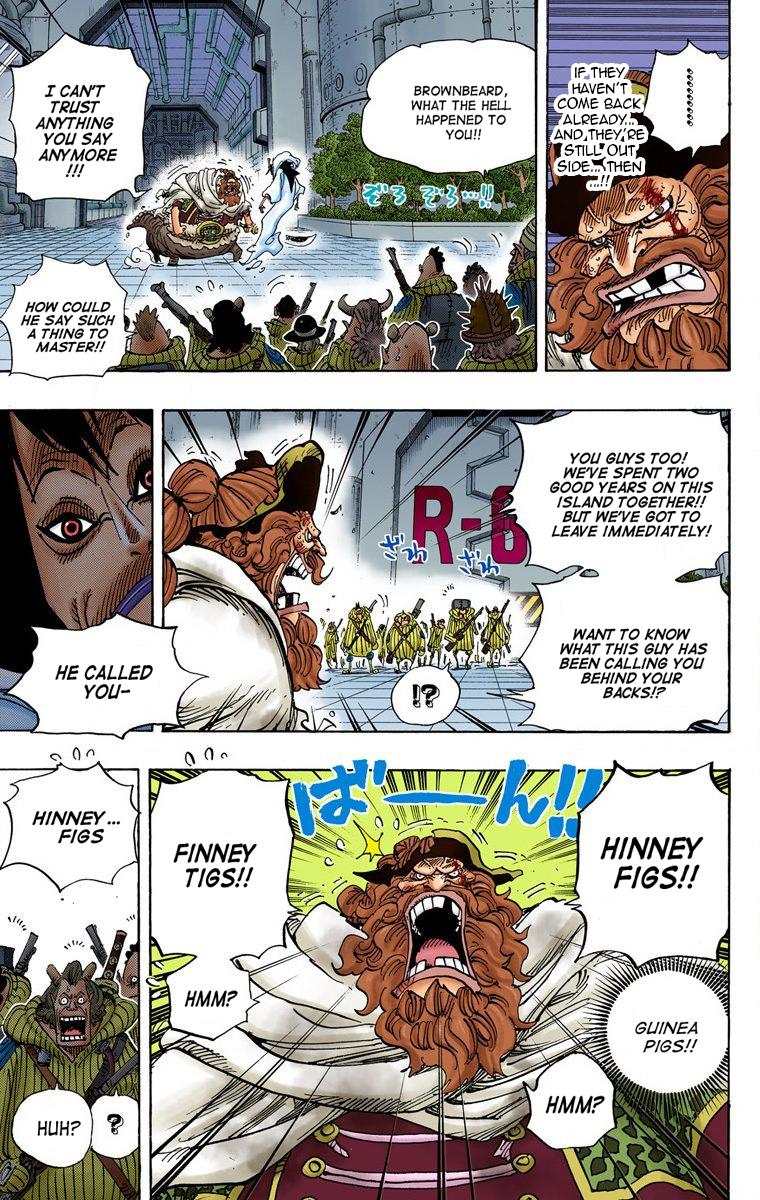 :::::::::
IF THEY
HAVEN'T
COME BACK
ALREADY...
AND THEY'RE
STILL OUT
SIDE... THEN
...!!
BROWNBEARD,
WHAT THE HELL
HAPPENED TO
YOU!!
ぞろ ぞろ…!!
I CAN'T
TRUST
ANYTHING
YOU SAY
ANYMORE
!!!
HOW COULD
HE SAY SUCH
A THING TO
MASTER!!
YOU GUYS TOO!
WE'VE SPENT TWO
GOOD YEARS ON THIS
ISLAND TOGETHER!!
BUT WE'VE GOT TO
LEAVE IMMEDIATELY!
R-6
ざわ
ざわ
WANT TO KNOW
WHAT THIS GUY HAS
BEEN CALLING YOU
BEHIND YOUR
BACKS!?
!?
HE CALLED
YOU-
ばーん!!
HINNEY
FIGS!!
FINNEY
TIGS!!
HMM?
GUINEA
PIGS!!
HMM?
HINNEY...
FIGS
?
HUH?